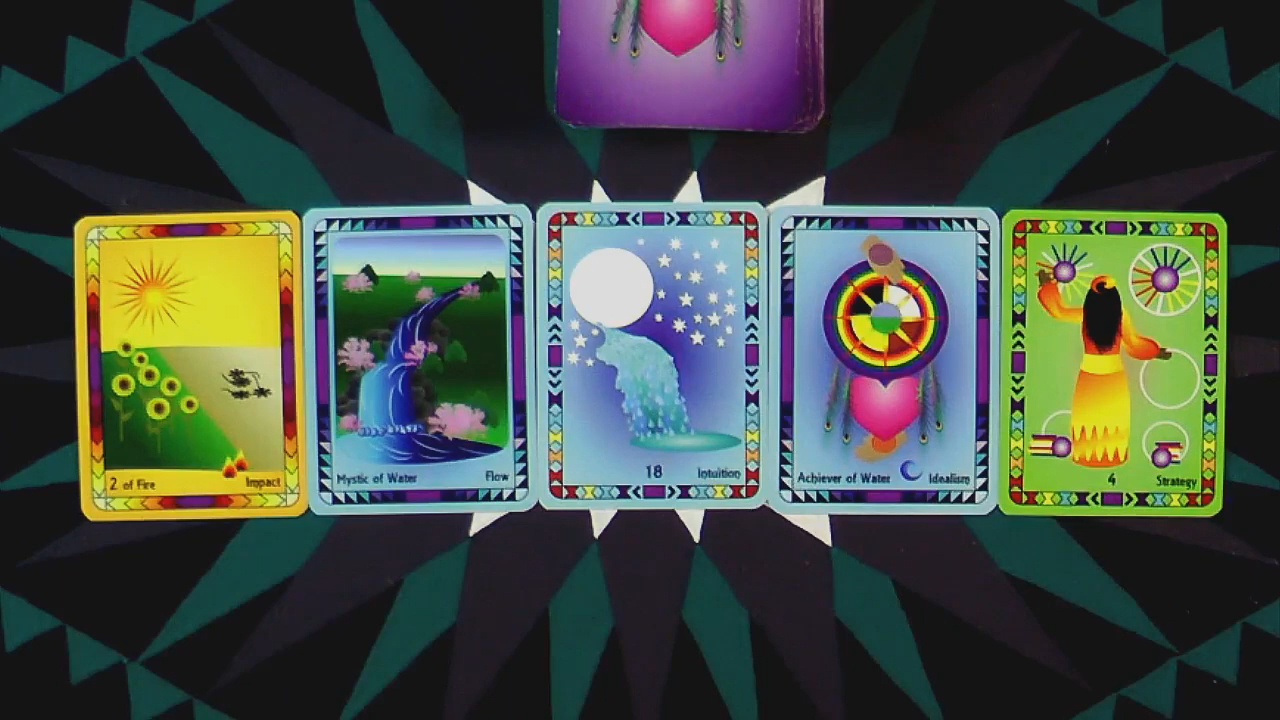 2 of Fire Impact
Mystic of Water Flow
18 Intuition
Achiever of Water Idealism
4 Strategy